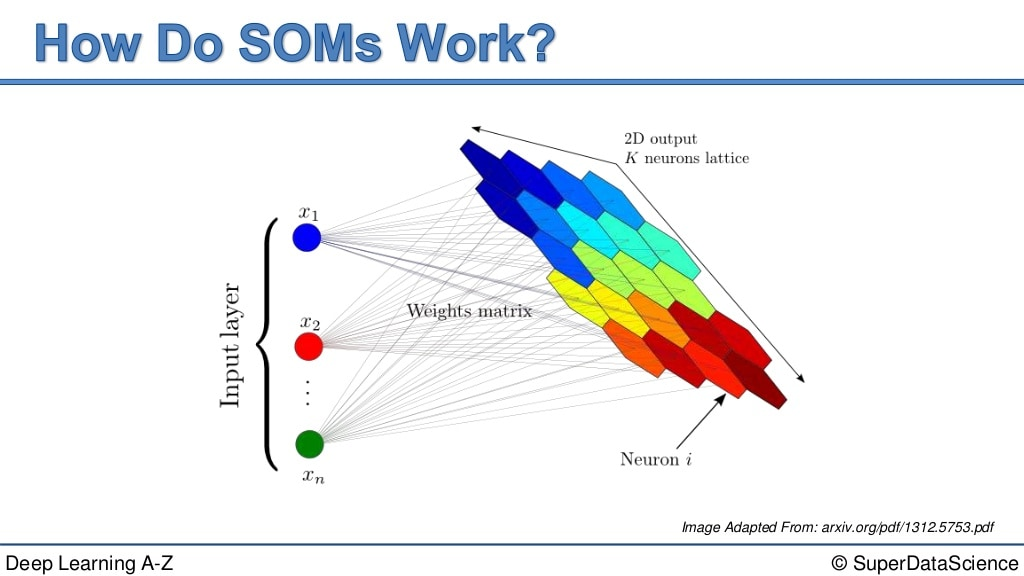 How Do SOMs Work?
2D output
K neurons lattice
x1
Input layer
Weights matrix
x2
⋮
xn
Neuron i
Image Adapted From: arxiv.org/pdf/1312.5753.pdf
Deep Learning A-Z
© SuperDataScience